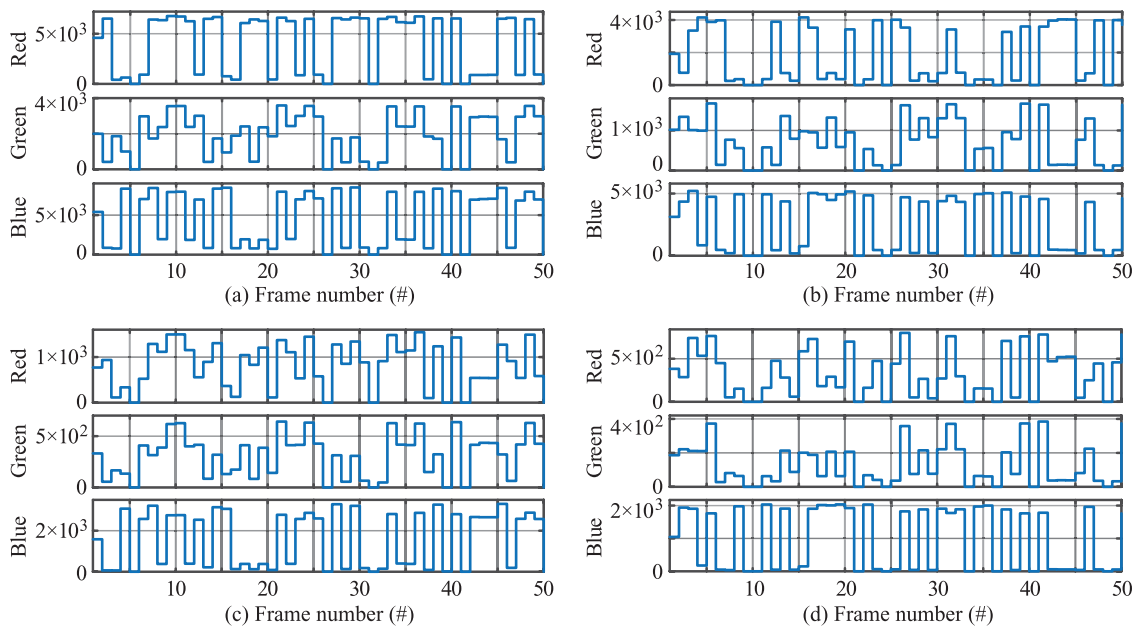 Red 5×10³ 0
Green 4×10³ 0
Blue 5×10³ 0
10 20 30 40 50
(a) Frame number (#)
Red 4×10³ 0
Green 1×10³ 0
Blue 5×10³ 0
10 20 30 40 50
(b) Frame number (#)
Red 1×10³ 0
Green 5×10² 0
Blue 2×10³ 0
10 20 30 40 50
(c) Frame number (#)
Red 5×10² 0
Green 4×10² 0
Blue 2×10³ 0
10 20 30 40 50
(d) Frame number (#)